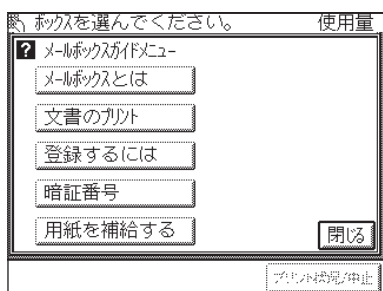 ボックスを選んでください。 使用量
? メールボックスガイドメニュー
メールボックスとは
文書のプリント
登録するには
暗証番号
用紙を補給する
閉じる
プリント状況/中止